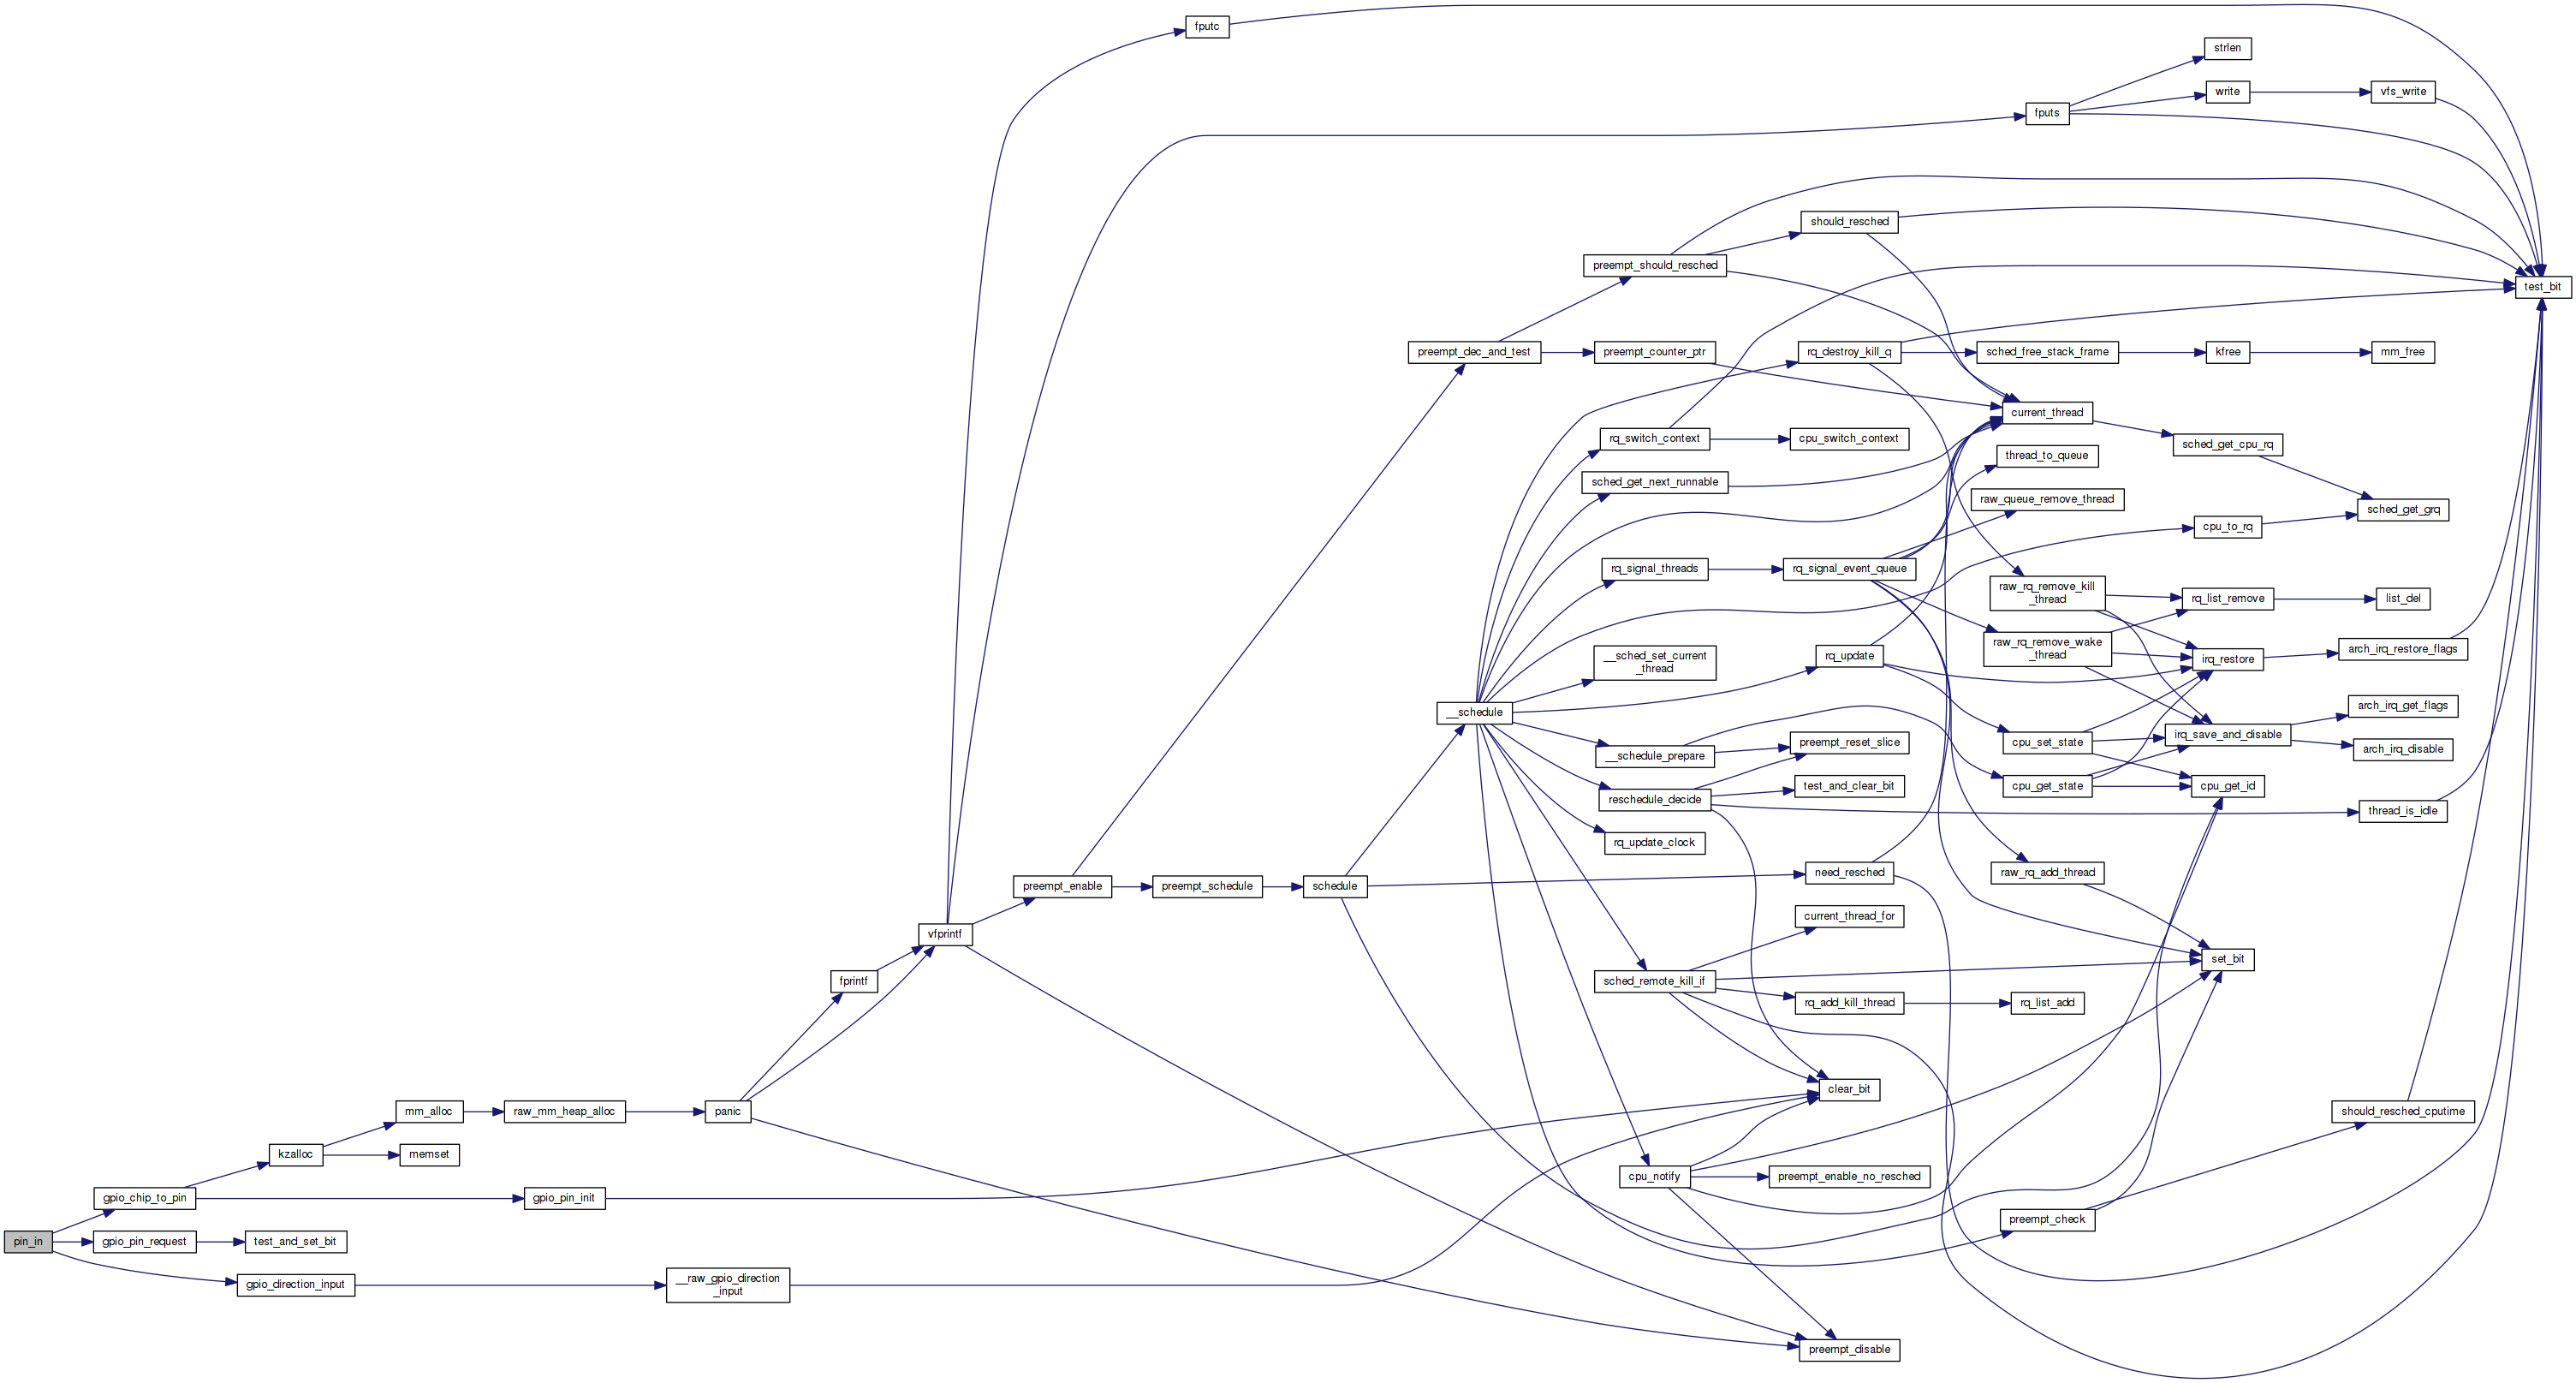 fputc
strlen
write
vfs_write
fputs
should_resched
preempt_should_resched
test_bit
preempt_dec_and_test
preempt_counter_ptr
rq_destroy_kill_q
sched_free_stack_frame
kfree
mm_free
current_thread
rq_switch_context
cpu_switch_context
sched_get_cpu_rq
thread_to_queue
sched_get_next_runnable
raw_queue_remove_thread
sched_get_grq
cpu_to_rq
rq_signal_threads
rq_signal_event_queue
raw_rq_remove_kill
_thread
rq_list_remove
list_del
raw_rq_remove_wake
_thread
__sched_set_current
_thread
rq_update
irq_restore
arch_irq_restore_flags
arch_irq_get_flags
__schedule
irq_save_and_disable
cpu_set_state
preempt_reset_slice
__schedule_prepare
arch_irq_disable
test_and_clear_bit
cpu_get_state
cpu_get_id
reschedule_decide
thread_is_idle
rq_update_clock
need_resched
raw_rq_add_thread
preempt_enable
preempt_schedule
schedule
current_thread_for
vfprintf
set_bit
fprintf
sched_remote_kill_if
rq_add_kill_thread
rq_list_add
clear_bit
mm_alloc
raw_mm_heap_alloc
panic
should_resched_cputime
kzalloc
memset
cpu_notify
preempt_enable_no_resched
gpio_chip_to_pin
gpio_pin_init
preempt_check
pin_in
gpio_pin_request
test_and_set_bit
gpio_direction_input
__raw_gpio_direction
_input
preempt_disable